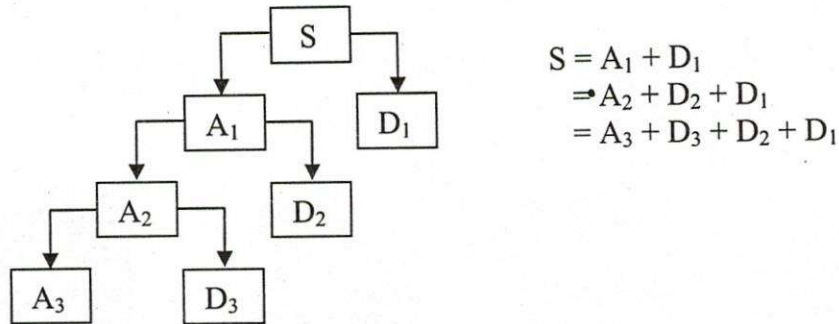 S
A₁
D₁
A₂
D₂
A₃
D₃
S = A₁ + D₁
= A₂ + D₂ + D₁
= A₃ + D₃ + D₂ + D₁